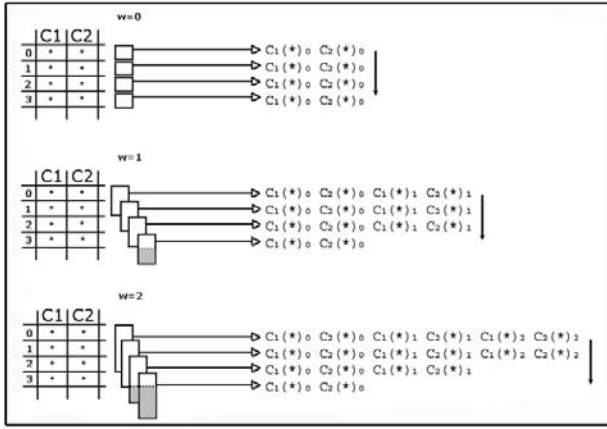 w=0
C1 C2
0 * * C₁(*)₀ C₂(*)₀
1 * * C₁(*)₀ C₂(*)₀
2 * * C₁(*)₀ C₂(*)₀
3 * * C₁(*)₀ C₂(*)₀
w=1
C1 C2
0 * * C₁(*)₀ C₂(*)₀ C₁(*)₁ C₂(*)₁
1 * * C₁(*)₀ C₂(*)₀ C₁(*)₁ C₂(*)₁
2 * * C₁(*)₀ C₂(*)₀ C₁(*)₁ C₂(*)₁
3 * * C₁(*)₀ C₂(*)₀
w=2
C1 C2
0 * * C₁(*)₀ C₂(*)₀ C₁(*)₁ C₂(*)₁ C₁(*)₂ C₂(*)₂
1 * * C₁(*)₀ C₂(*)₀ C₁(*)₁ C₂(*)₁ C₁(*)₂ C₂(*)₂
2 * * C₁(*)₀ C₂(*)₀ C₁(*)₁ C₂(*)₁
3 * * C₁(*)₀ C₂(*)₀